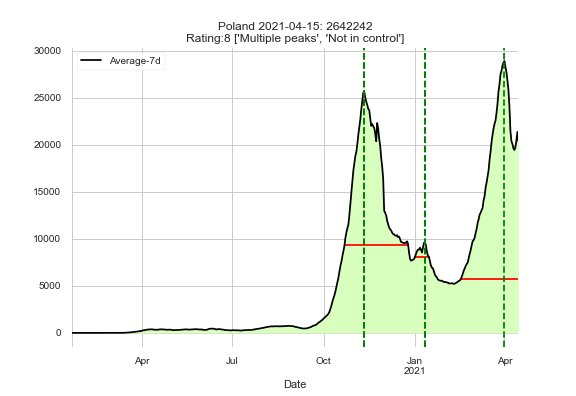 Poland 2021-04-15: 2642242
Rating:8 ['Multiple peaks', 'Not in control']
Average-7d
30000
25000
20000
15000
10000
5000
0
Apr
Jul
Oct
Jan
2021
Apr
Date